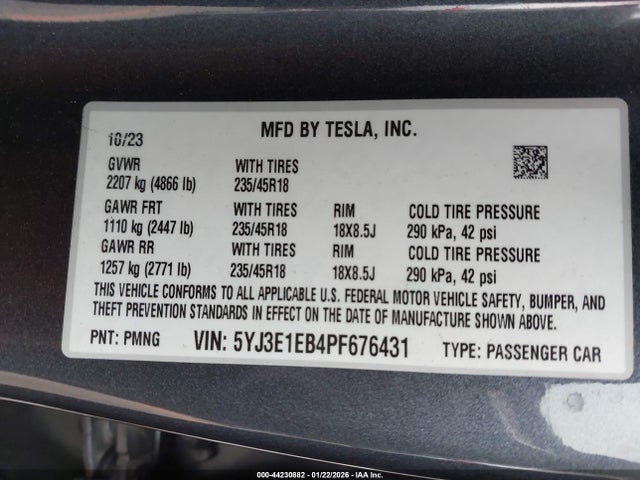 MFD BY TESLA, INC.
10/23
GVWR WITH TIRES
2207 kg (4866 lb) 235/45R18
GAWR FRT WITH TIRES RIM COLD TIRE PRESSURE
1110 kg (2447 lb) 235/45R18 18X8.5J 290 kPa, 42 psi
GAWR RR WITH TIRES RIM COLD TIRE PRESSURE
1257 kg (2771 lb) 235/45R18 18X8.5J 290 kPa, 42 psi
THIS VEHICLE CONFORMS TO ALL APPLICABLE U.S. FEDERAL MOTOR VEHICLE SAFETY, BUMPER, AND
THEFT PREVENTION STANDARDS IN EFFECT ON THE DATE OF MANUFACTURE SHOWN ABOVE.
PNT: PMNG VIN: 5YJ3E1EB4PF676431 TYPE: PASSENGER CAR
000-44230882 - 01/22/2026 - IAA Inc.